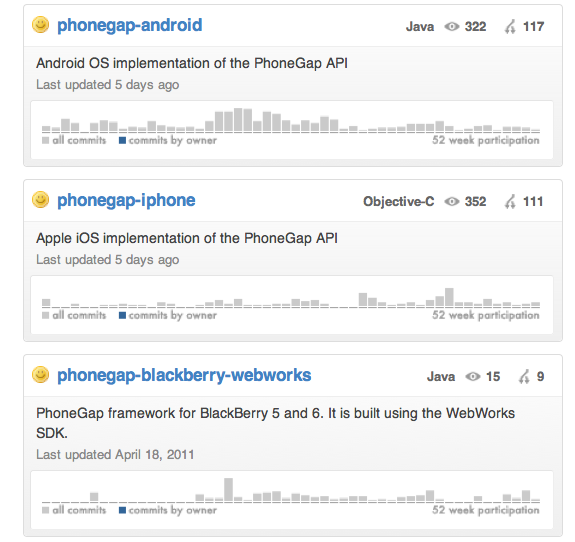 phonegap-android Java 322 117
Android OS implementation of the PhoneGap API
Last updated 5 days ago
all commits commits by owner 52 week participation
phonegap-iphone Objective-C 352 111
Apple iOS implementation of the PhoneGap API
Last updated 5 days ago
all commits commits by owner 52 week participation
phonegap-blackberry-webworks Java 15 9
PhoneGap framework for BlackBerry 5 and 6. It is built using the WebWorks
SDK.
Last updated April 18, 2011
all commits commits by owner 52 week participation